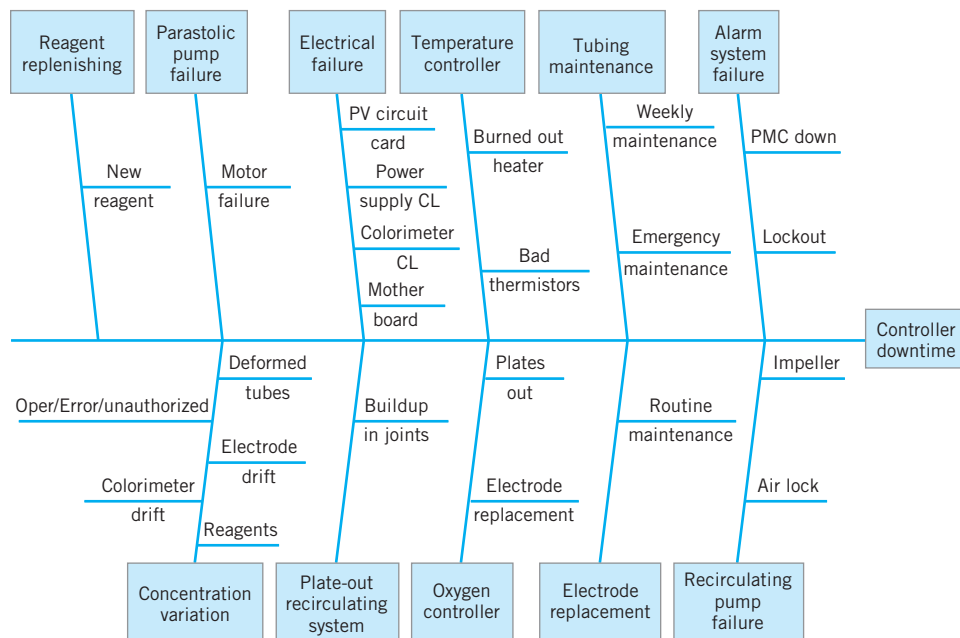 Reagent
replenishing
Parastolic
pump
failure
Electrical
failure
Temperature
controller
Tubing
maintenance
Alarm
system
failure
New
reagent
Motor
failure
PV circuit
card
Power
supply CL
Colorimeter
CL
Mother
board
Burned out
heater
Bad
thermistors
Weekly
maintenance
Emergency
maintenance
PMC down
Lockout
Controller
downtime
Deformed
tubes
Oper/Error/unauthorized
Electrode
drift
Colorimeter
drift
Reagents
Buildup
in joints
Plates
out
Electrode
replacement
Routine
maintenance
Impeller
Air lock
Concentration
variation
Plate-out
recirculating
system
Oxygen
controller
Electrode
replacement
Recirculating
pump
failure